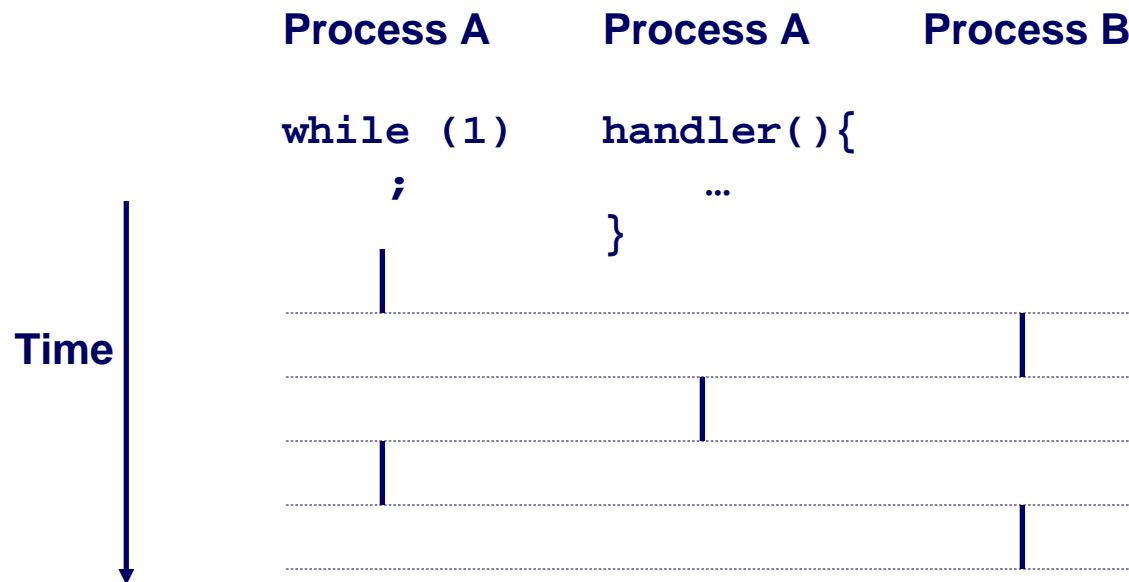 Process A Process A Process B
while (1) handler(){
; …
}
Time